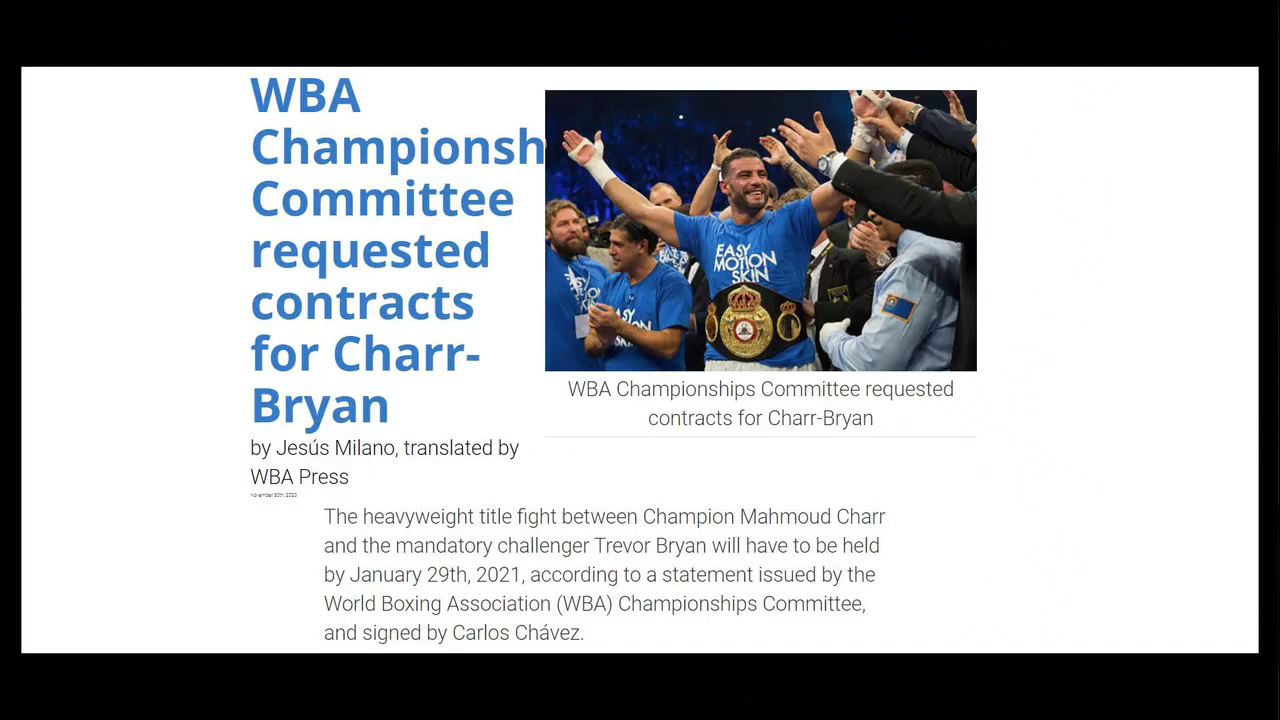 WBA
Championsh
Committee
requested
contracts
for Charr-
Bryan
by Jesús Milano, translated by
WBA Press
November 30th, 2020
EASY
MOTION
SKIN
WBA Championships Committee requested
contracts for Charr-Bryan
The heavyweight title fight between Champion Mahmoud Charr
and the mandatory challenger Trevor Bryan will have to be held
by January 29th, 2021, according to a statement issued by the
World Boxing Association (WBA) Championships Committee,
and signed by Carlos Chávez.